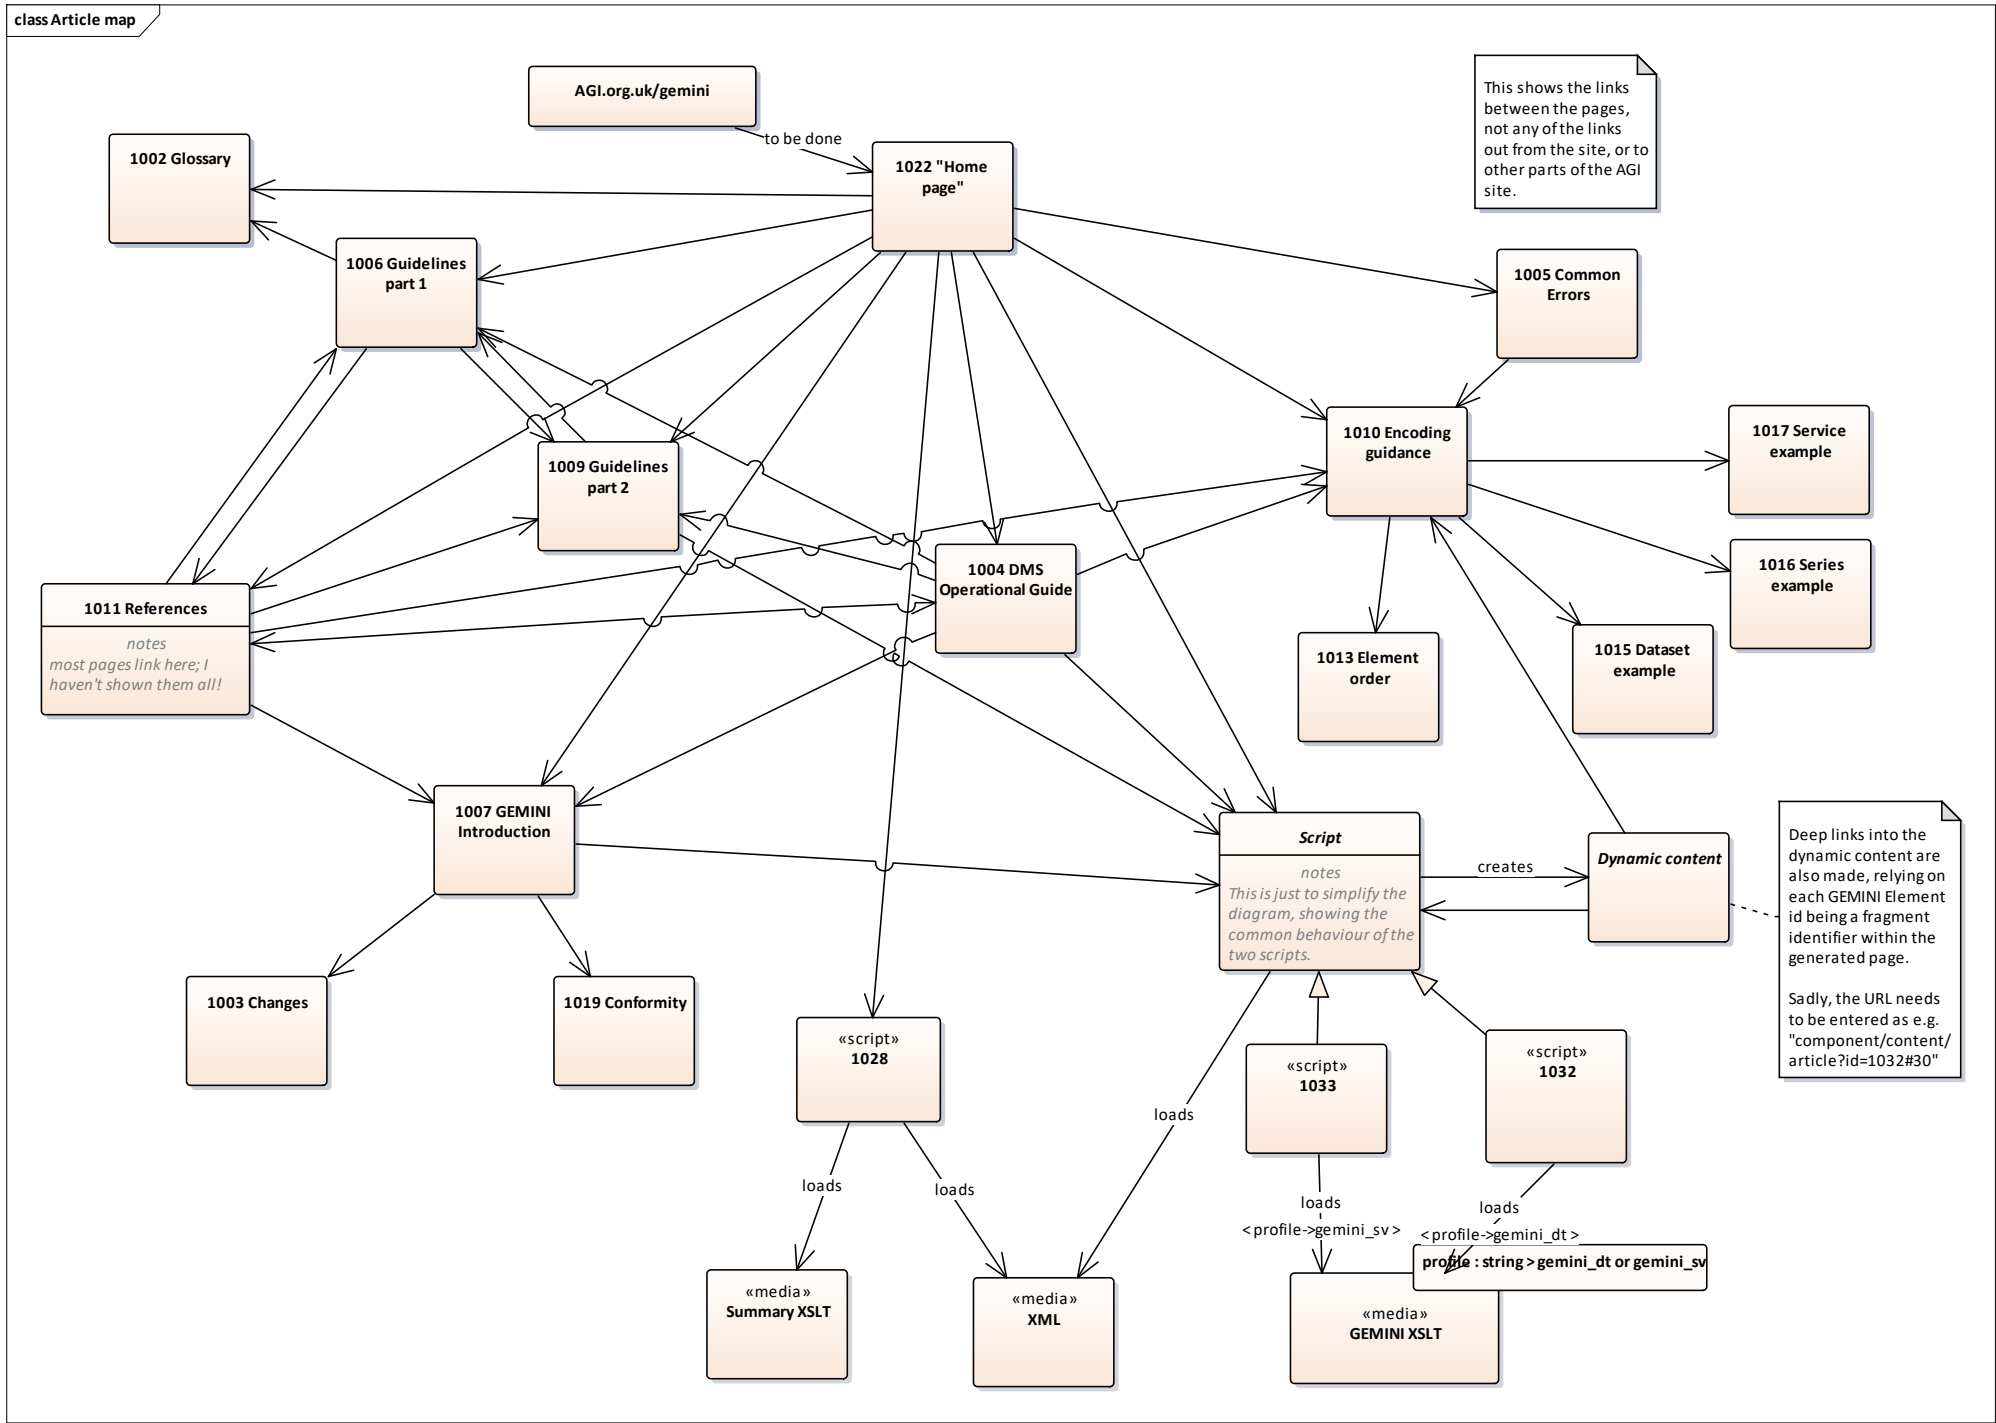 class Article map
AGI.org.uk/gemini
to be done
This shows the links
between the pages,
not any of the links
out from the site, or to
other parts of the AGI
site.
1002 Glossary
1022 "Home
page"
1006 Guidelines
part 1
1005 Common
Errors
1009 Guidelines
part 2
1010 Encoding
guidance
1017 Service
example
1004 DMS
Operational Guide
1016 Series
example
1011 References
notes
most pages link here; I
haven't shown them all!
1013 Element
order
1015 Dataset
example
1007 GEMINI
Introduction
Script
notes
This is just to simplify the
diagram, showing the
common behaviour of the
two scripts.
creates
Dynamic content
Deep links into the
dynamic content are
also made, relying on
each GEMINI Element
id being a fragment
identifier within the
generated page.
Sadly, the URL needs
to be entered as e.g.
"component/content/
article?id=1032#30"
1003 Changes
1019 Conformity
«script»
1028
«script»
1033
«script»
1032
loads
loads
loads
loads
<profile->gemini_sv>
loads
<profile->gemini_dt>
profile : string > gemini_dt or gemini_sv
«media»
Summary XSLT
«media»
XML
«media»
GEMINI XSLT